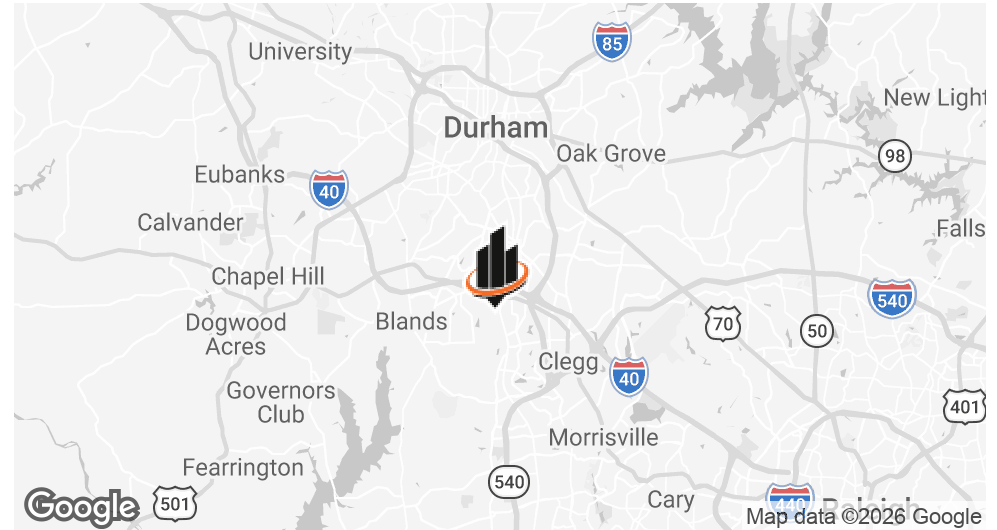 University
85
Durham
New Light
Oak Grove
98
Eubanks
40
Calvander
Falls
Chapel Hill
540
Dogwood
Acres
Blands
70
50
Clegg
40
Governors
Club
401
Morrisville
Fearrington
540
Cary
440
Raleigh
501
Google
Map data ©2026 Google